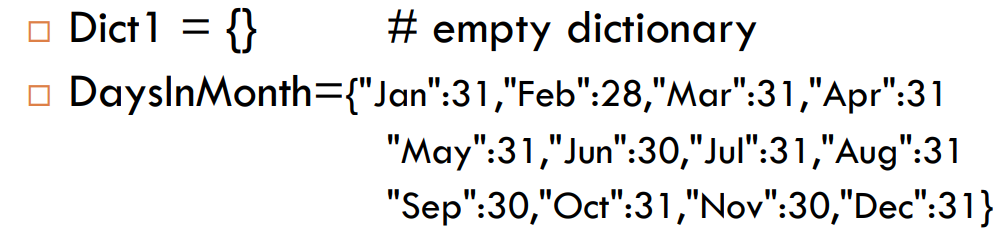 Dict1 = {} # empty dictionary
DaysInMonth={"Jan":31,"Feb":28,"Mar":31,"Apr":31
"May":31,"Jun":30,"Jul":31,"Aug":31
"Sep":30,"Oct":31,"Nov":30,"Dec":31}